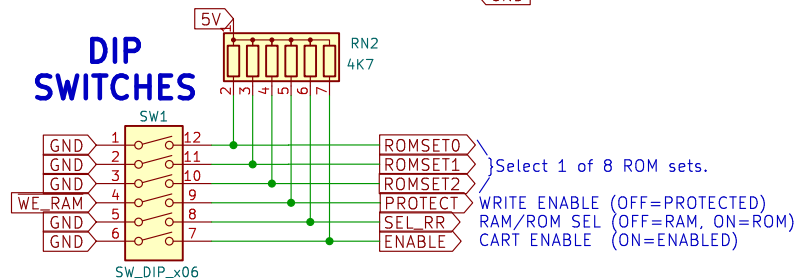 GND
5V
1
RN2
4K7
DIP
SWITCHES
2 3 4 5 6 7
SW1
GND 1 12 ROMSET0
GND 2 11 ROMSET1 }Select 1 of 8 ROM sets.
GND 3 10 ROMSET2
WE_RAM 4 9 PROTECT WRITE ENABLE (OFF=PROTECTED)
GND 5 8 SEL_RR RAM/ROM SEL (OFF=RAM, ON=ROM)
GND 6 7 ENABLE CART ENABLE (ON=ENABLED)
SW_DIP_x06